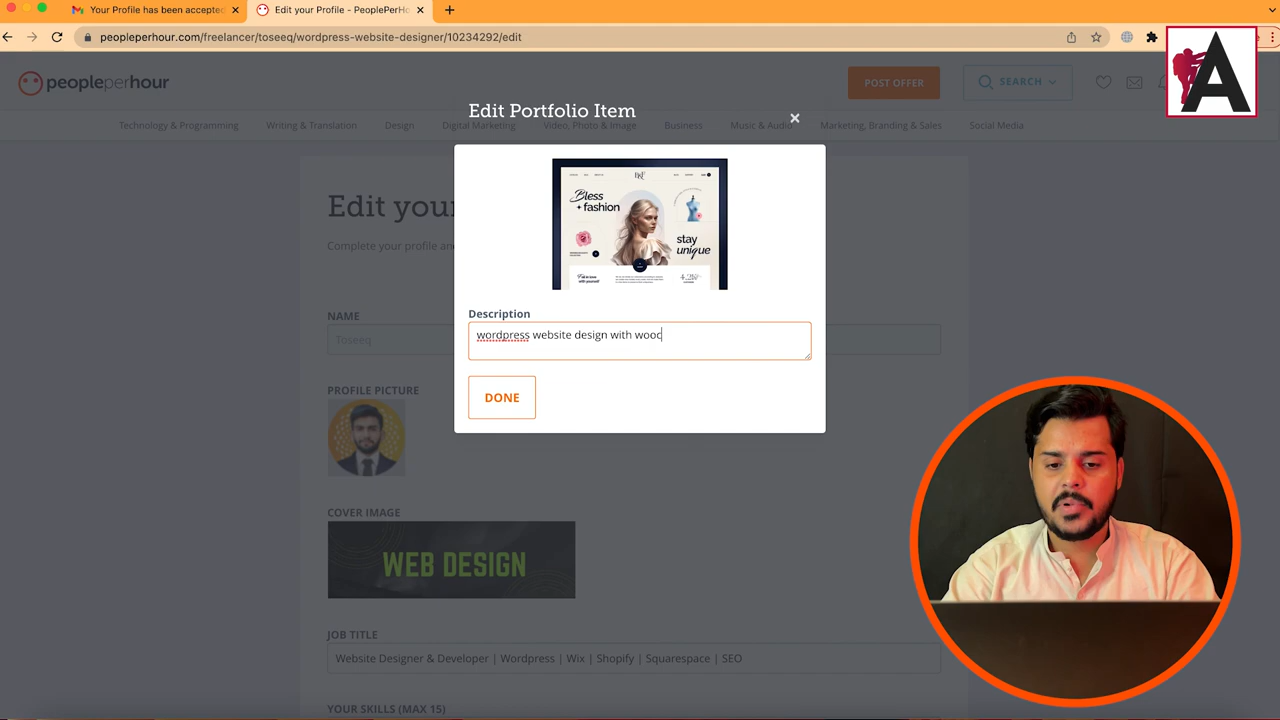 Your Profile has been accepted
Edit your Profile - PeoplePerHo
peopleperhour.com/freelancer/toseeq/wordpress-website-designer/10234292/edit
A
peopleperhour
POST OFFER
SEARCH
Edit Portfolio Item
Technology & Programming Writing & Translation Design Digital Marketing Video, Photo & Image Business Music & Audio Marketing, Branding & Sales Social Media
Bless
+ fashion
stay
unique
Edit you
Complete your profile and
Description
wordpress website design with wooc
DONE
NAME
Toseeq
PROFILE PICTURE
COVER IMAGE
WEB DESIGN
JOB TITLE
Website Designer & Developer | Wordpress | Wix | Shopify | Squarespace | SEO
YOUR SKILLS (MAX 15)